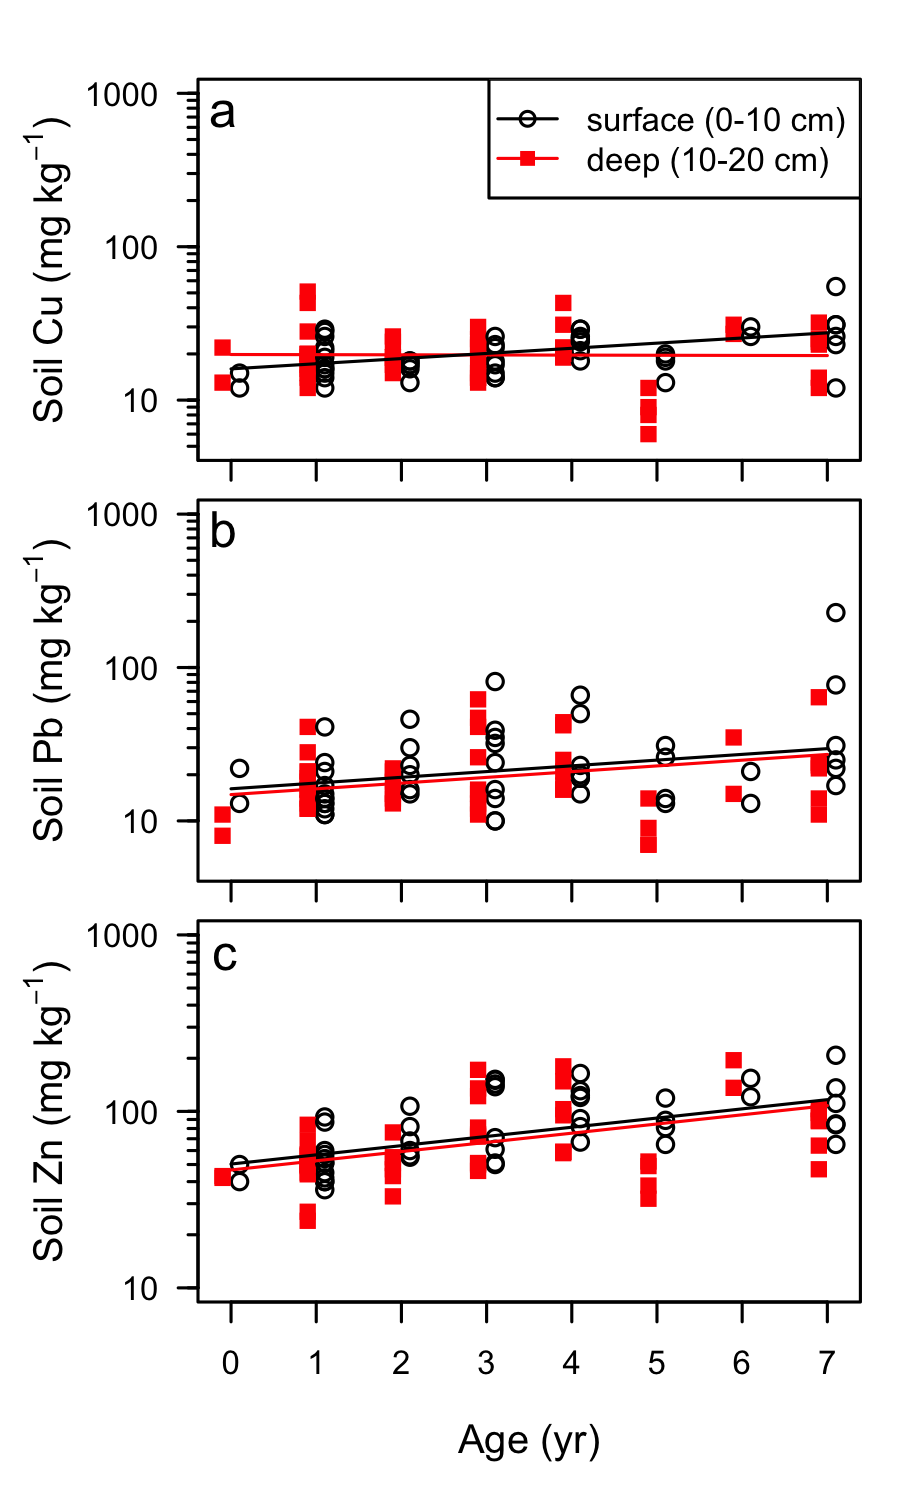 a
surface (0-10 cm)
deep (10-20 cm)
1000
100
10
Soil Cu (mg kg⁻¹)
b
1000
100
10
Soil Pb (mg kg⁻¹)
c
1000
100
10
Soil Zn (mg kg⁻¹)
0 1 2 3 4 5 6 7
Age (yr)